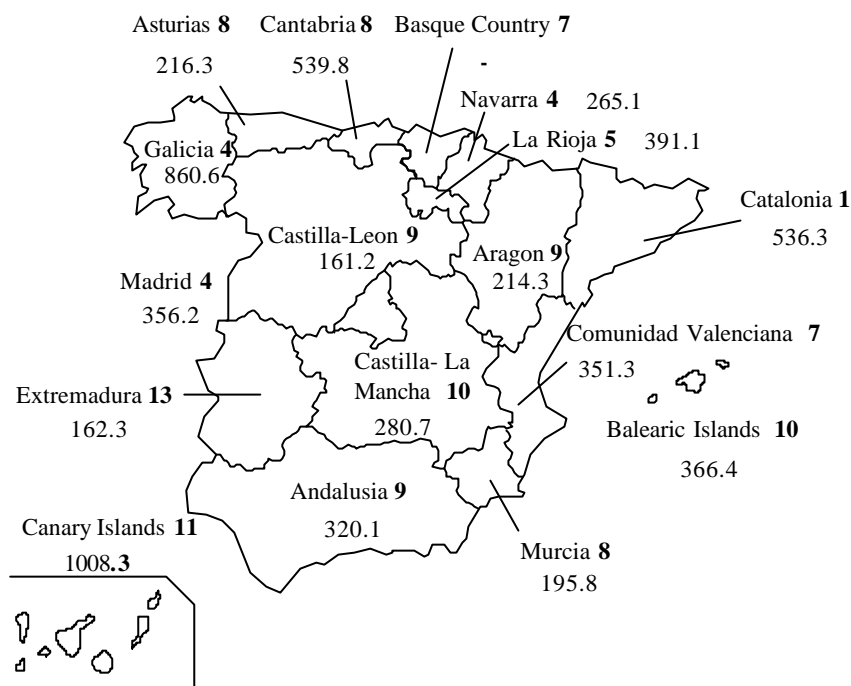 Asturias 8 Cantabria 8 Basque Country 7
216.3 539.8 -
Navarra 4 265.1
La Rioja 5 391.1
Galicia 4
860.6
Catalonia 1
536.3
Castilla-Leon 9
161.2
Aragon 9
214.3
Madrid 4
356.2
Comunidad Valenciana 7
351.3
Castilla- La
Mancha 10
280.7
Extremadura 13
162.3
Balearic Islands 10
366.4
Andalusia 9
320.1
Canary Islands 11
1008.3
Murcia 8
195.8